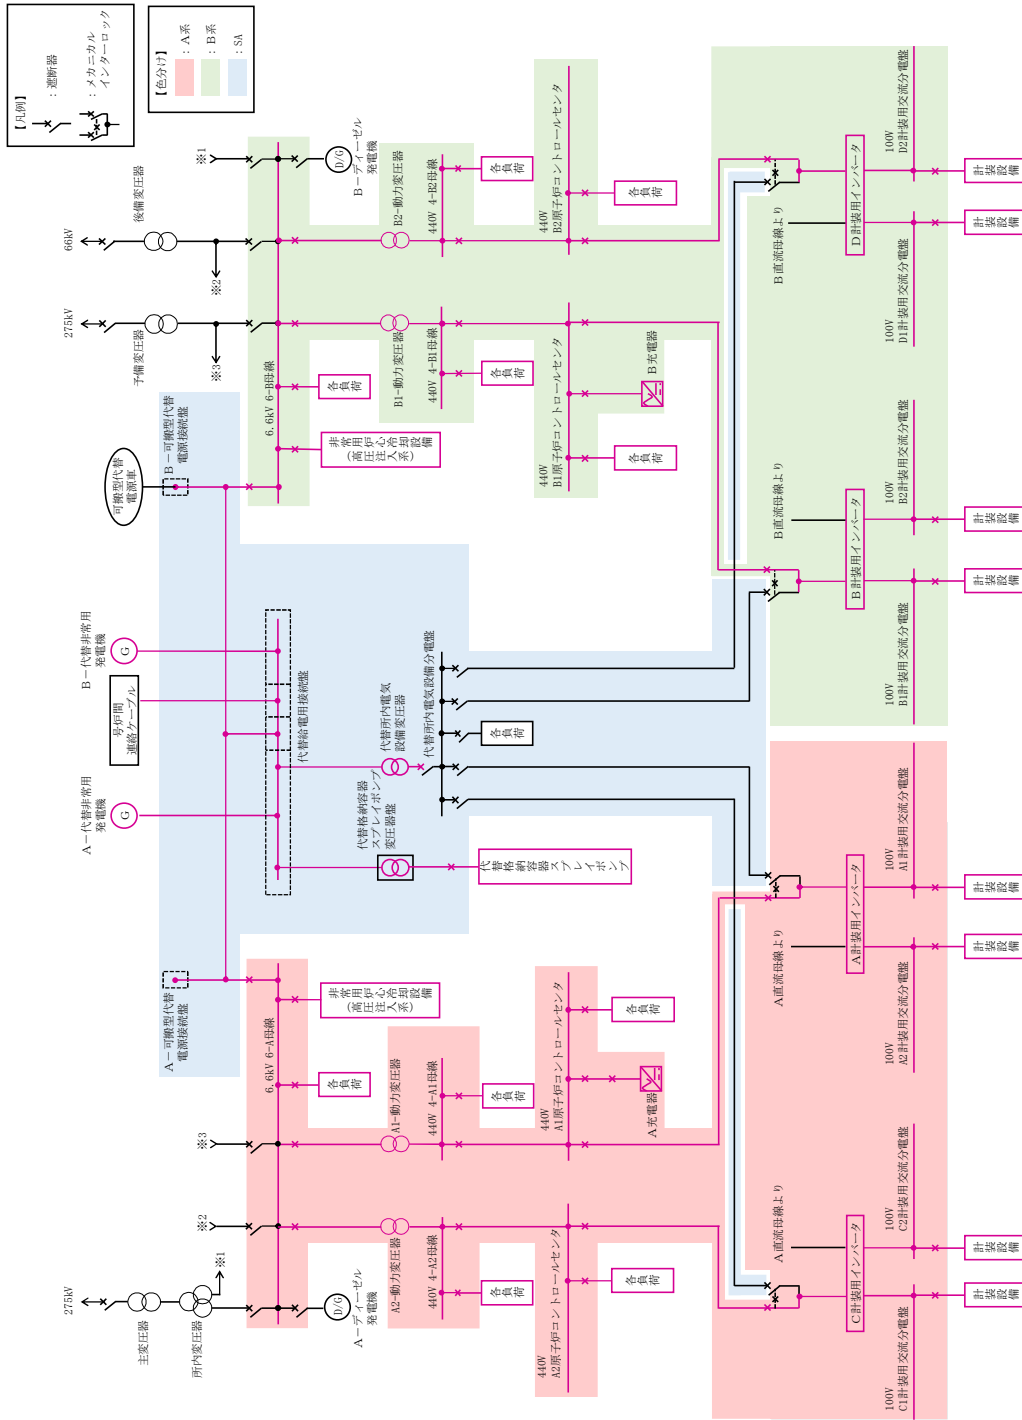 275kV
主変圧器
所内変圧器
※1
※2
※3
A－代替非常用
発電機
G
号炉間
連絡ケーブル
B－代替非常用
発電機
G
可搬型代替
電源車
275kV
予備変圧器
※3
66kV
後備変圧器
※2
※1
【凡例】
：遮断器
：メカニカル
インターロック
【色分け】
：A系
：B系
：SA
A－可搬型代替
電源接続盤
B－可搬型代替
電源接続盤
6.6kV 6-A母線
代替給電用接続盤
6.6kV 6-B母線
D/G
A－ディーゼル
発電機
各負荷
非常用炉心冷却設備
(高圧注入系)
代替格納容器
スプレイポンプ
変圧器盤
代替所内電気
設備変圧器
非常用炉心冷却設備
(高圧注入系)
各負荷
D/G
B－ディーゼル
発電機
A2-動力変圧器
A1-動力変圧器
B1-動力変圧器
B2-動力変圧器
440V 4-A2母線
440V 4-A1母線
代替所内電気設備分電盤
440V 4-B1母線
440V 4-B2母線
各負荷
各負荷
代替格納容器スプレイポンプ
各負荷
各負荷
各負荷
440V
A2原子炉コントロールセンタ
440V
A1原子炉コントロールセンタ
440V
B1原子炉コントロールセンタ
440V
B2原子炉コントロールセンタ
各負荷
A充電器
各負荷
各負荷
B充電器
各負荷
A直流母線より
A直流母線より
B直流母線より
B直流母線より
C計装用インバータ
A計装用インバータ
B計装用インバータ
D計装用インバータ
100V
C1計装用交流分電盤
100V
C2計装用交流分電盤
100V
A2計装用交流分電盤
100V
A1計装用交流分電盤
100V
B1計装用交流分電盤
100V
B2計装用交流分電盤
100V
D1計装用交流分電盤
100V
D2計装用交流分電盤
計装設備
計装設備
計装設備
計装設備
計装設備
計装設備
計装設備
計装設備